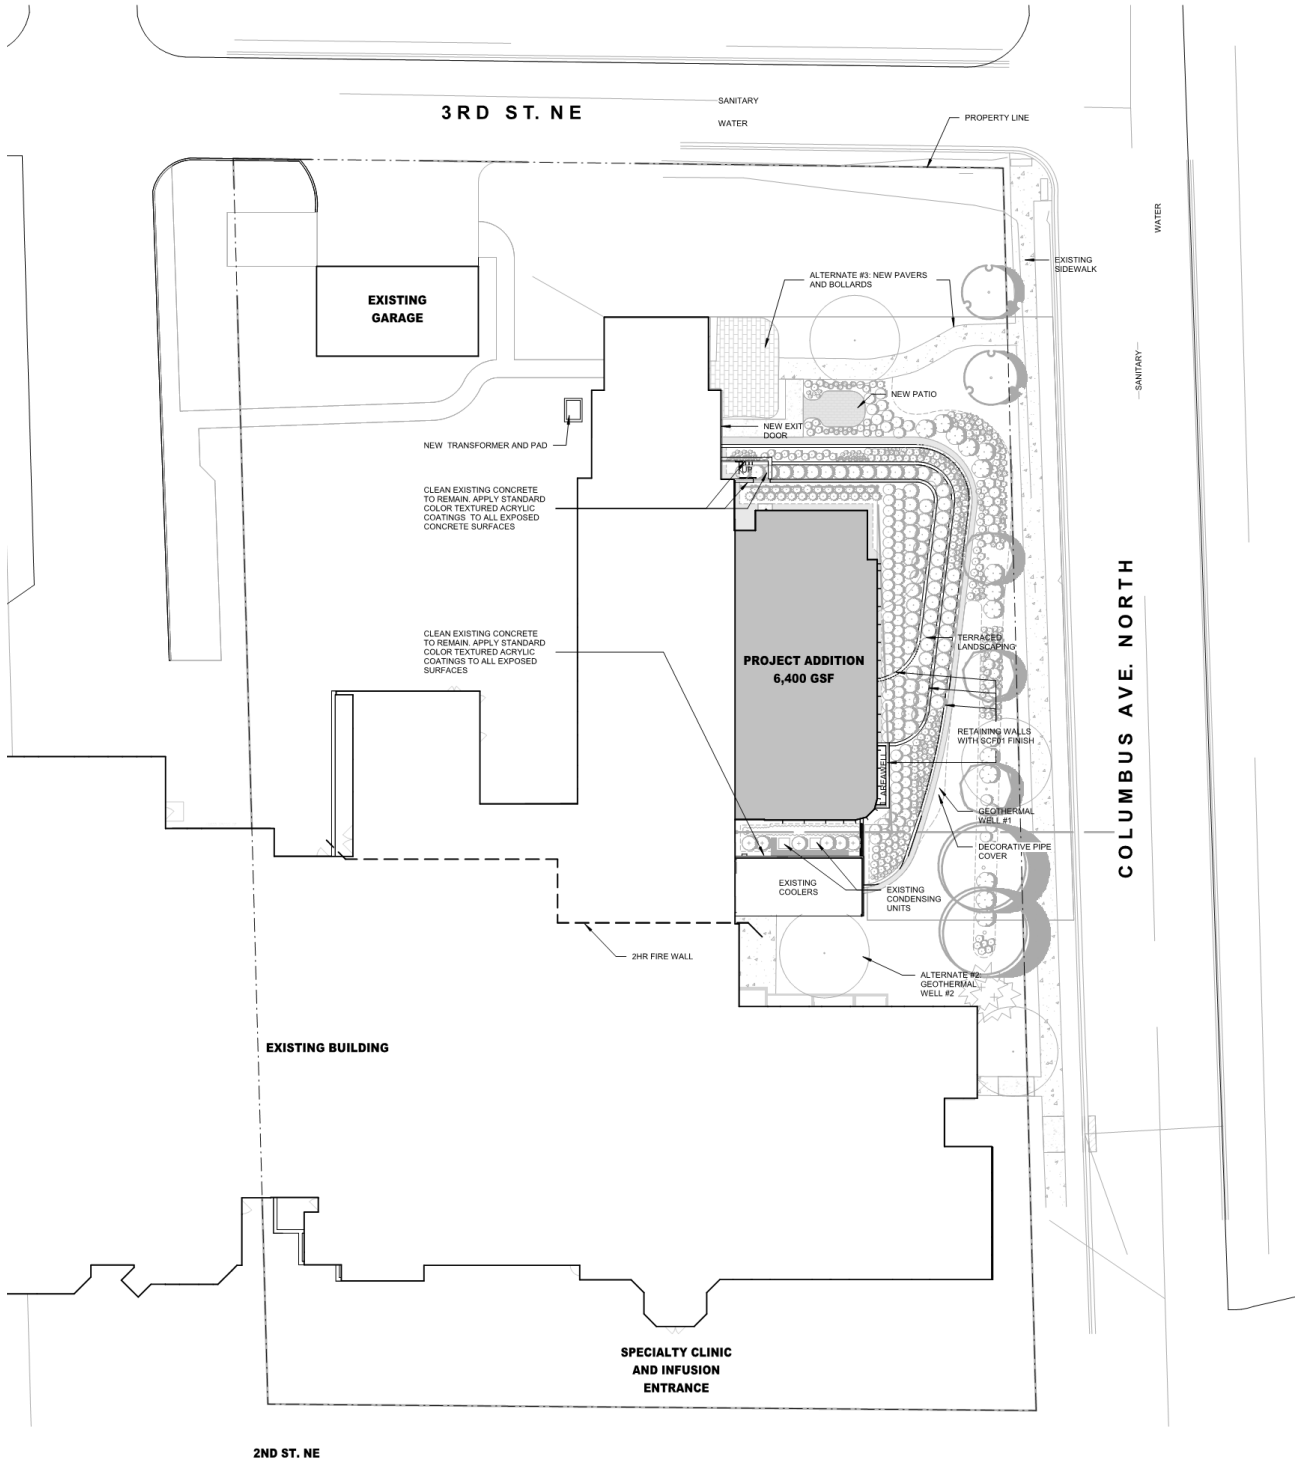 3RD ST. NE
SANITARY
WATER
PROPERTY LINE
WATER
EXISTING
SIDEWALK
ALTERNATE #3: NEW PAVERS
AND BOLLARDS
EXISTING
GARAGE
SANITARY
NEW PATIO
NEW EXIT
DOOR
NEW TRANSFORMER AND PAD
UP
CLEAN EXISTING CONCRETE
TO REMAIN. APPLY STANDARD
COLOR TEXTURED ACRYLIC
COATINGS TO ALL EXPOSED
CONCRETE SURFACES
CLEAN EXISTING CONCRETE
TO REMAIN. APPLY STANDARD
COLOR TEXTURED ACRYLIC
COATINGS TO ALL EXPOSED
SURFACES
TERRACED
LANDSCAPING
PROJECT ADDITION
6,400 GSF
COLUMBUS AVE. NORTH
RETAINING WALLS
WITH SCF01 FINISH
AREAWELL
GEOTHERMAL
WELL #1
DECORATIVE PIPE
COVER
EXISTING
COOLERS
EXISTING
CONDENSING
UNITS
2HR FIRE WALL
ALTERNATE #2:
GEOTHERMAL
WELL #2
EXISTING BUILDING
SPECIALTY CLINIC
AND INFUSION
ENTRANCE
2ND ST. NE